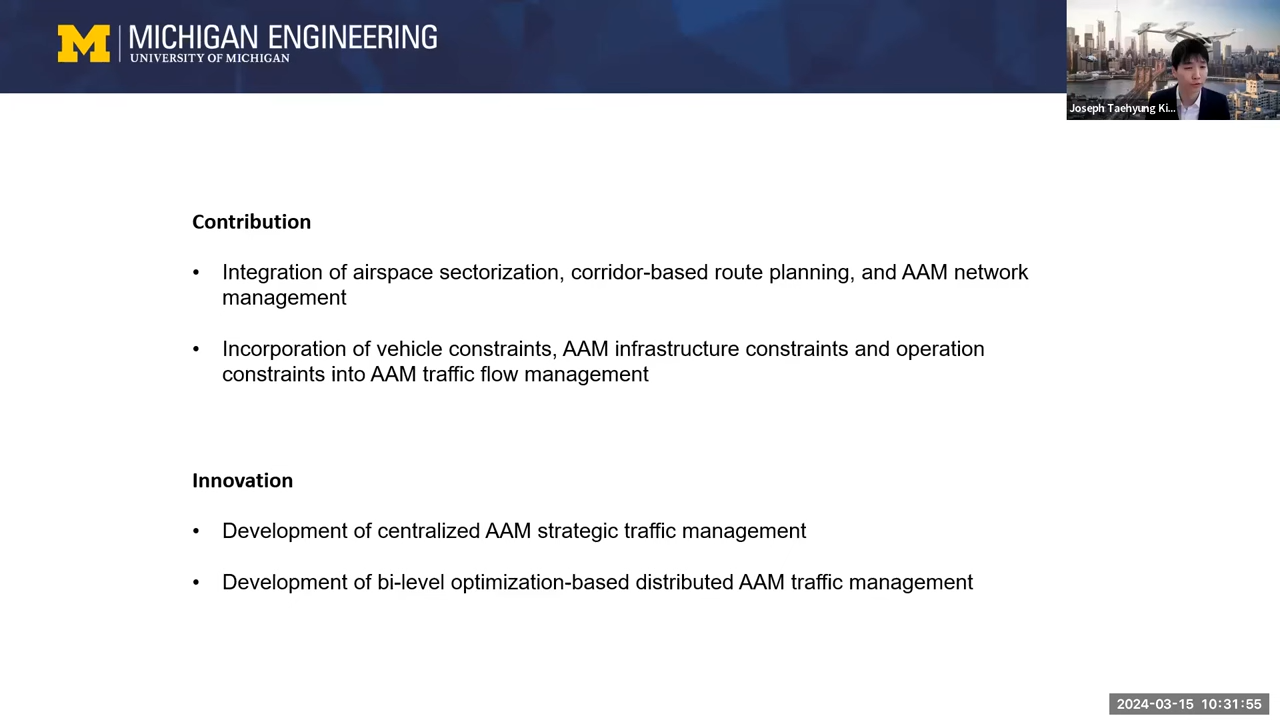 MICHIGAN ENGINEERING
UNIVERSITY OF MICHIGAN
Joseph Taehyung Ki...
Contribution
• Integration of airspace sectorization, corridor-based route planning, and AAM network
management
• Incorporation of vehicle constraints, AAM infrastructure constraints and operation
constraints into AAM traffic flow management
Innovation
• Development of centralized AAM strategic traffic management
• Development of bi-level optimization-based distributed AAM traffic management
2024-03-15 10:31:55